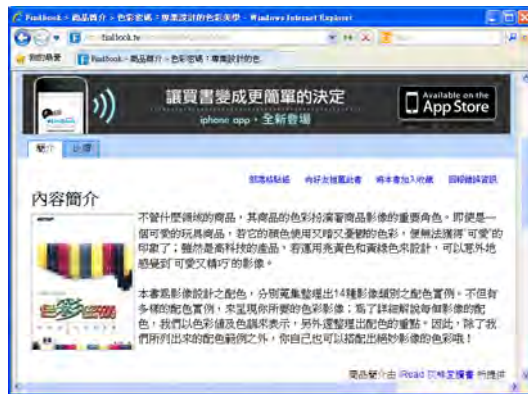 Findbook > 商品簡介 > 色彩密碼：專業設計的色彩美學 - Windows Internet Explorer
findbook.tw
我的最愛
Findbook > 商品簡介 > 色彩密碼：專業設計的色...
讓買書變成更簡單的決定
iphone app，全新登場
Available on the
App Store
簡介
比價
部落格貼紙 向好友推薦此書 將本書加入收藏 回報錯誤資訊
內容簡介
不管什麼領域的商品，其商品的色彩扮演著商品影像的重要角色。即使是一
個可愛的玩具商品，若它的顏色使用又暗又憂鬱的色彩，便無法獲得'可愛'的
印象了；雖然是高科技的產品，若運用亮黃色和黃綠色來設計，可以意外地
感覺到'可愛又精巧'的影像。
本書為影像設計之配色，分別蒐集整理出14種影像類別之配色實例。不但有
多樣的配色實例，來呈現你所要的色彩影像；為了詳細解說每個影像的配
色，我們以色彩值及色調來表示，另外還整理出配色的重點。因此，除了我
們所列出來的配色範例之外，你自己也可以搭配出絕妙影像的色彩哦！
商品簡介由 iRead 灰熊愛讀書 所提供